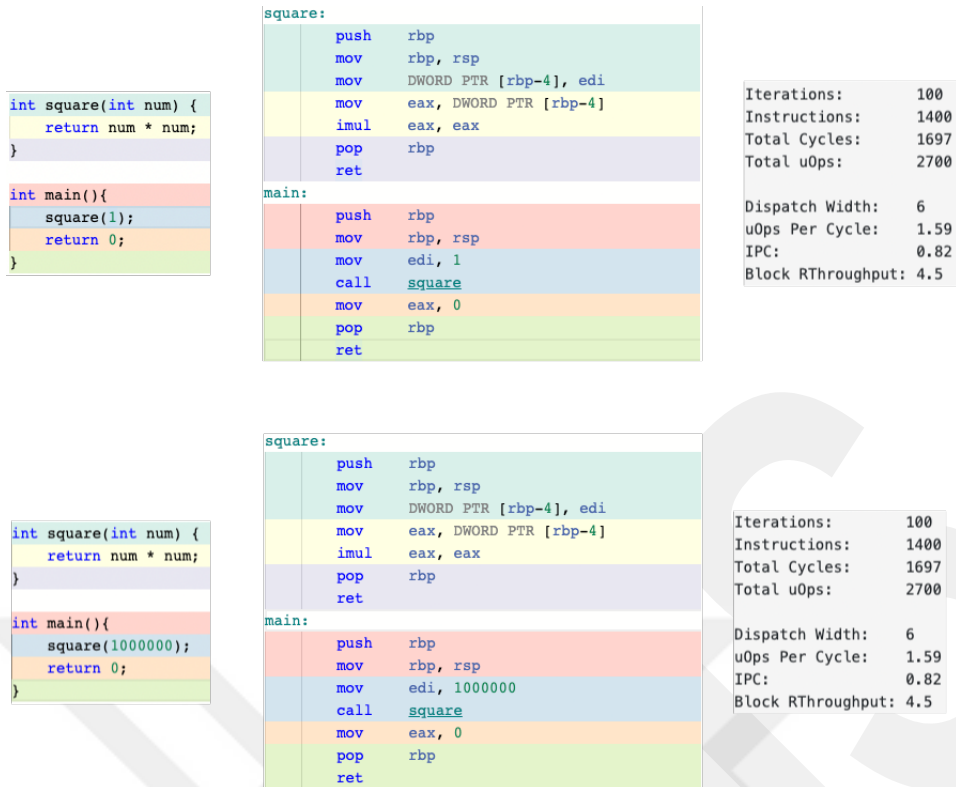 int square(int num) {
    return num * num;
}
int main(){
    square(1);
    return 0;
}
square:
push rbp
mov rbp, rsp
mov DWORD PTR [rbp-4], edi
mov eax, DWORD PTR [rbp-4]
imul eax, eax
pop rbp
ret
main:
push rbp
mov rbp, rsp
mov edi, 1
call square
mov eax, 0
pop rbp
ret
Iterations: 100
Instructions: 1400
Total Cycles: 1697
Total uOps: 2700
Dispatch Width: 6
uOps Per Cycle: 1.59
IPC: 0.82
Block RThroughput: 4.5
int square(int num) {
    return num * num;
}
int main(){
    square(1000000);
    return 0;
}
square:
push rbp
mov rbp, rsp
mov DWORD PTR [rbp-4], edi
mov eax, DWORD PTR [rbp-4]
imul eax, eax
pop rbp
ret
main:
push rbp
mov rbp, rsp
mov edi, 1000000
call square
mov eax, 0
pop rbp
ret
Iterations: 100
Instructions: 1400
Total Cycles: 1697
Total uOps: 2700
Dispatch Width: 6
uOps Per Cycle: 1.59
IPC: 0.82
Block RThroughput: 4.5